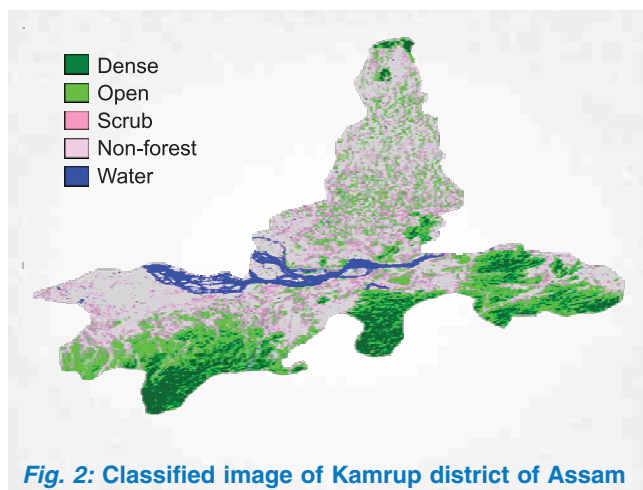 Dense
Open
Scrub
Non-forest
Water
Fig. 2: Classified image of Kamrup district of Assam